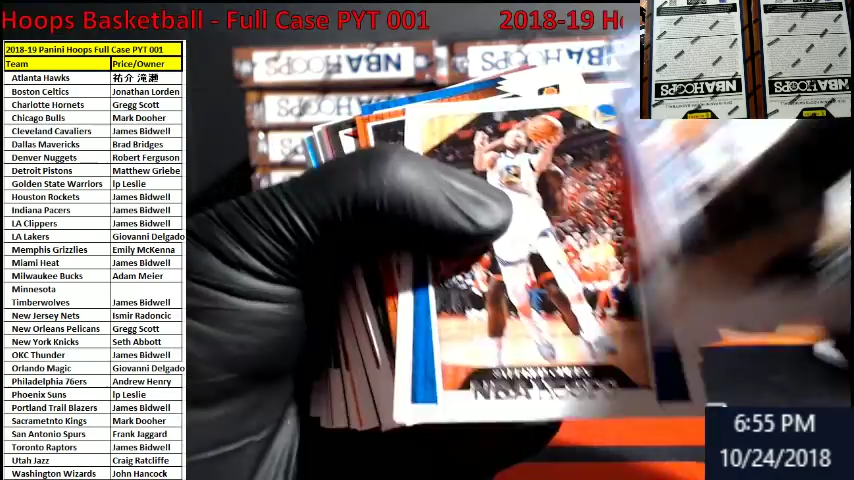 Hoops Basketball - Full Case PYT 001
2018-19 H
2018-19 Panini Hoops Full Case PYT 001
Team Price/Owner
Atlanta Hawks
Boston Celtics Jonathan Lorden
Charlotte Hornets Gregg Scott
Chicago Bulls Mark Dooher
Cleveland Cavaliers James Bidwell
Dallas Mavericks Brad Bridges
Denver Nuggets Robert Ferguson
Detroit Pistons Matthew Griebe
Golden State Warriors lp Leslie
Houston Rockets James Bidwell
Indiana Pacers James Bidwell
LA Clippers James Bidwell
LA Lakers Giovanni Delgado
Memphis Grizzlies Emily McKenna
Miami Heat James Bidwell
Milwaukee Bucks Adam Meier
Minnesota
Timberwolves James Bidwell
New Jersey Nets Ismir Radoncic
New Orleans Pelicans Gregg Scott
New York Knicks Seth Abbott
OKC Thunder James Bidwell
Orlando Magic Giovanni Delgado
Philadelphia 76ers Andrew Henry
Phoenix Suns lp Leslie
Portland Trail Blazers James Bidwell
Sacrametnto Kings Mark Dooher
San Antonio Spurs Frank Jaggard
Toronto Raptors James Bidwell
Utah Jazz Craig Ratcliffe
Washington Wizards John Hancock
NBA HOOPS
NBA HOOPS
NBA HOOPS
NBA HOOPS
NBA HOOPS
6:55 PM
10/24/2018